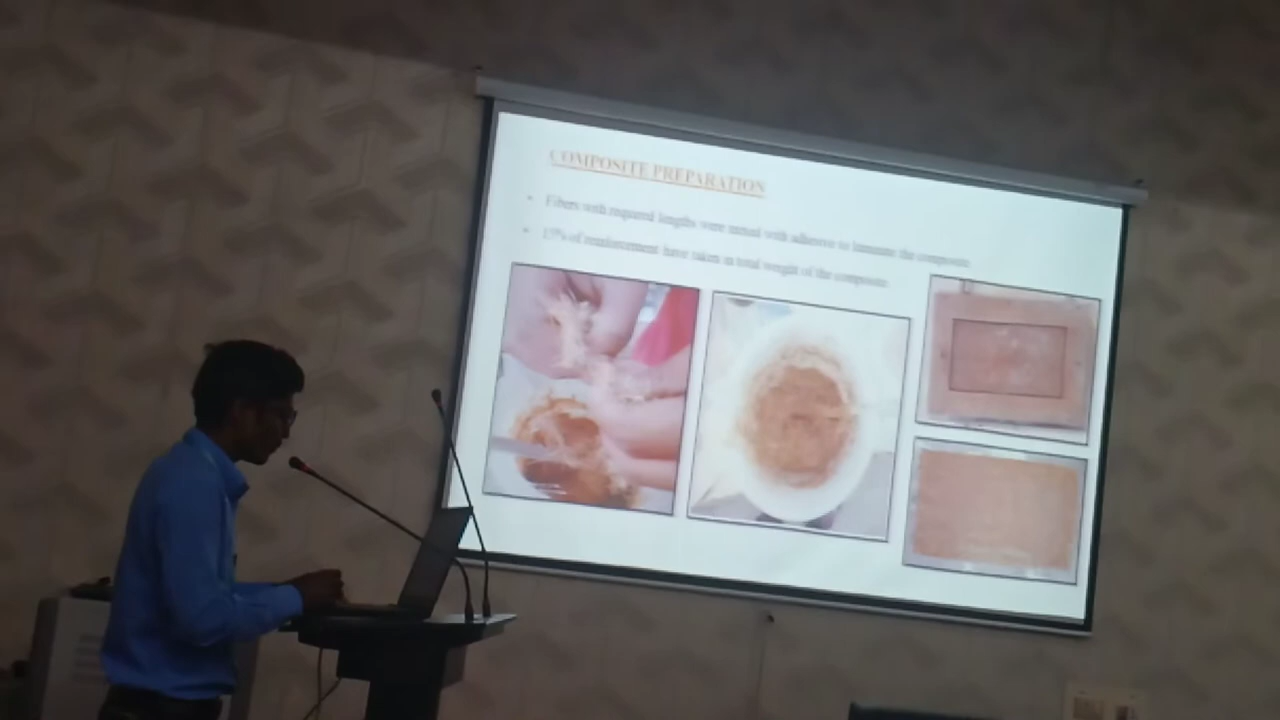 COMPOSITE PREPARATION
Fibers with required lengths were mixed with adhesive to laminate the composite
of reinforcement have taken in total weight of the composite